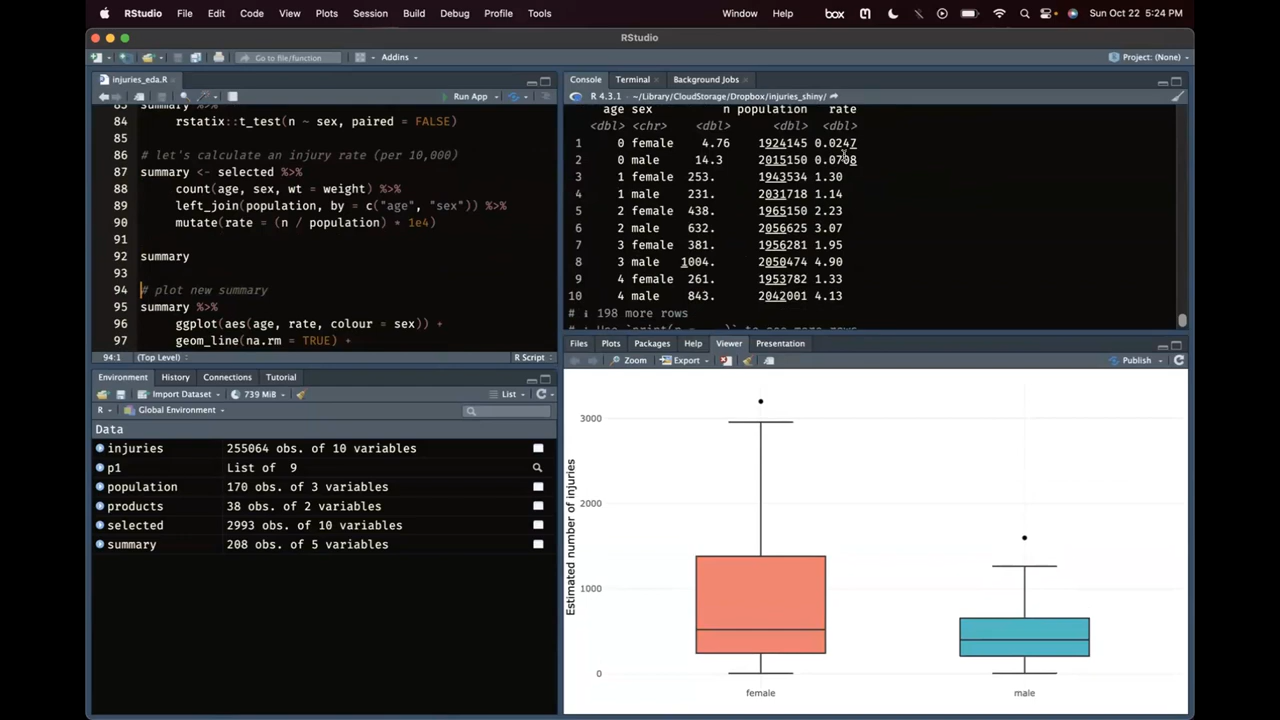 RStudio File Edit Code View Plots Session Build Debug Profile Tools Window Help box Sun Oct 22 5:24 PM
RStudio
Go to file/function Addins Project: (None)
injuries_eda.R
Run App
83 summary %>%
84 rstatix::t_test(n ~ sex, paired = FALSE)
85
86 # let's calculate an injury rate (per 10,000)
87 summary <- selected %>%
88 count(age, sex, wt = weight) %>%
89 left_join(population, by = c("age", "sex")) %>%
90 mutate(rate = (n / population) * 1e4)
91
92 summary
93
94 # plot new summary
95 summary %>%
96 ggplot(aes(age, rate, colour = sex)) +
97 geom_line(na.rm = TRUE) +
94:1 (Top Level) R Script
Console Terminal Background Jobs
R 4.3.1 · ~/Library/CloudStorage/Dropbox/injuries_shiny/
age sex n population rate
<dbl> <chr> <dbl> <dbl> <dbl>
1 0 female 4.76 1924145 0.0247
2 0 male 14.3 2015150 0.0708
3 1 female 253. 1943534 1.30
4 1 male 231. 2031718 1.14
5 2 female 438. 1965150 2.23
6 2 male 632. 2056625 3.07
7 3 female 381. 1956281 1.95
8 3 male 1004. 2050474 4.90
9 4 female 261. 1953782 1.33
10 4 male 843. 2042001 4.13
# ℹ 198 more rows
# ℹ Use `print(n = ...)` to see more rows
Environment History Connections Tutorial
Import Dataset 739 MiB List
R Global Environment
Data
injuries 255064 obs. of 10 variables
p1 List of 9
population 170 obs. of 3 variables
products 38 obs. of 2 variables
selected 2993 obs. of 10 variables
summary 208 obs. of 5 variables
Files Plots Packages Help Viewer Presentation
Zoom Export Publish
Estimated number of injuries
3000
2000
1000
0
female male